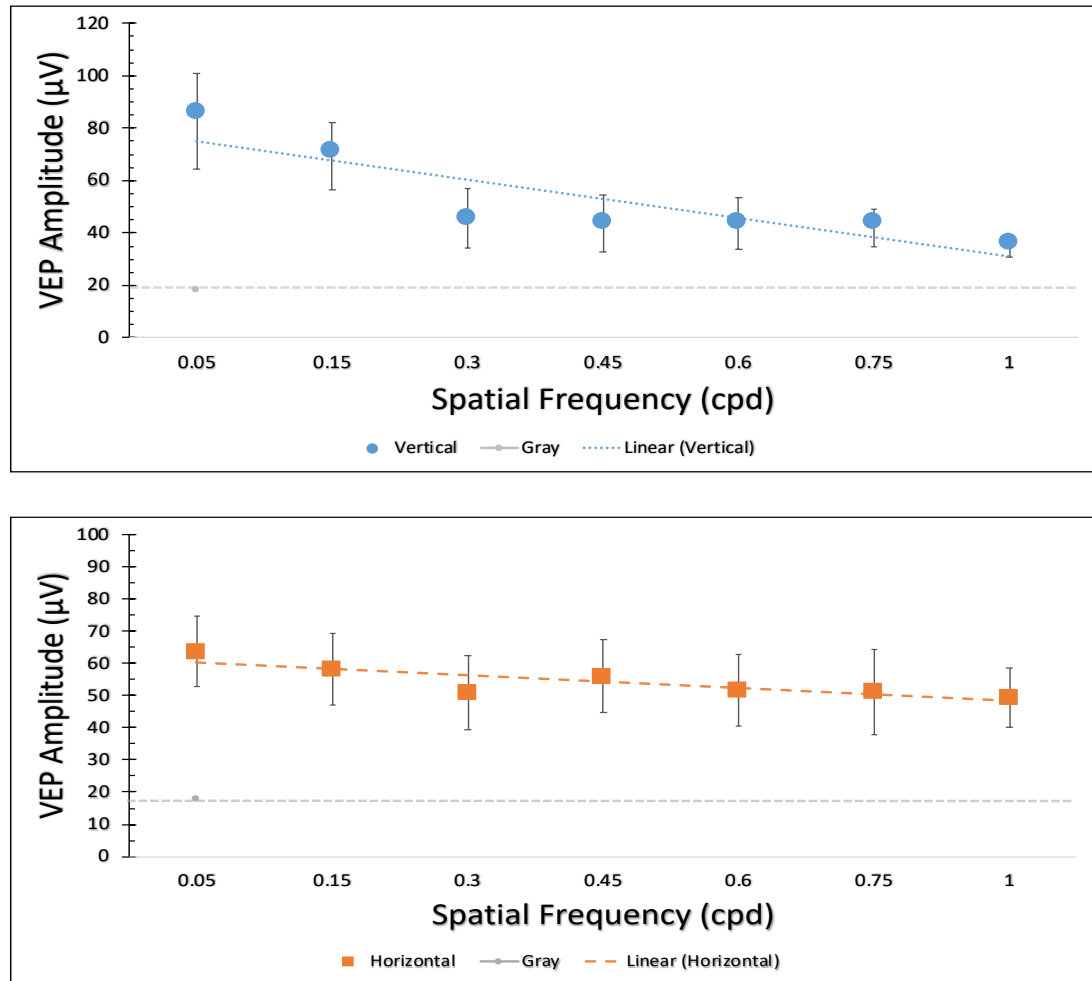 120
100
80
60
40
20
0
VEP Amplitude (µV)
0.05 0.15 0.3 0.45 0.6 0.75 1
Spatial Frequency (cpd)
Vertical Gray Linear (Vertical)
100
90
80
70
60
50
40
30
20
10
0
VEP Amplitude (µV)
0.05 0.15 0.3 0.45 0.6 0.75 1
Spatial Frequency (cpd)
Horizontal Gray Linear (Horizontal)